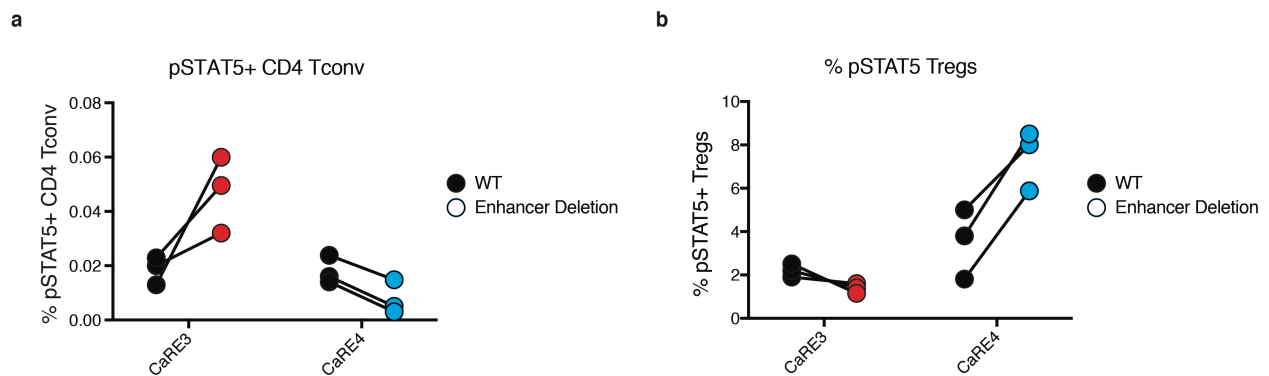 a
pSTAT5+ CD4 Tconv
% pSTAT5+ CD4 Tconv
0.08
0.06
0.04
0.02
0.00
CaRE3
CaRE4
WT
Enhancer Deletion
b
% pSTAT5 Tregs
% pSTAT5+ Tregs
10
8
6
4
2
0
CaRE3
CaRE4
WT
Enhancer Deletion